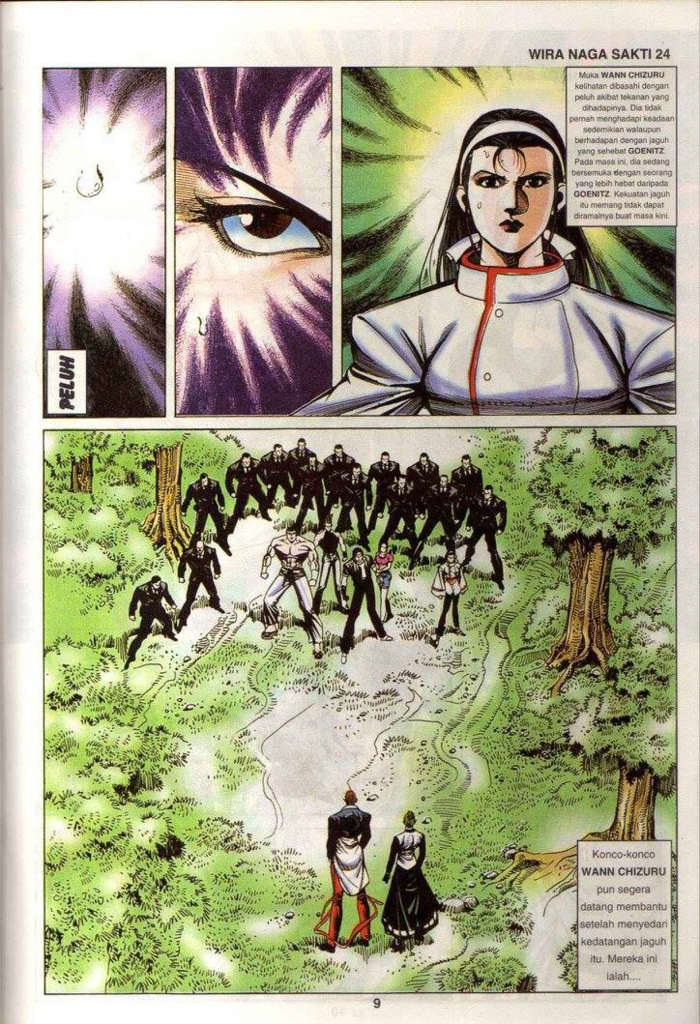 WIRA NAGA SAKTI 24
Muka WANN CHIZURU
kelihatan dibasahi dengan
peluh akibat tekanan yang
dihadapinya. Dia tidak
pernah menghadapi keadaan
sedemikian walaupun
berhadapan dengan jaguh
yang sehebat GOENITZ.
Pada masa ini, dia sedang
bersemuka dengan seorang
yang lebih hebat daripada
GOENITZ. Kekuatan jaguh
itu memang tidak dapat
diramalnya buat masa kini.
PELUH
Konco-konco
WANN CHIZURU
pun segera
datang membantu
setelah menyedari
kedatangan jaguh
itu. Mereka ini
ialah....
9